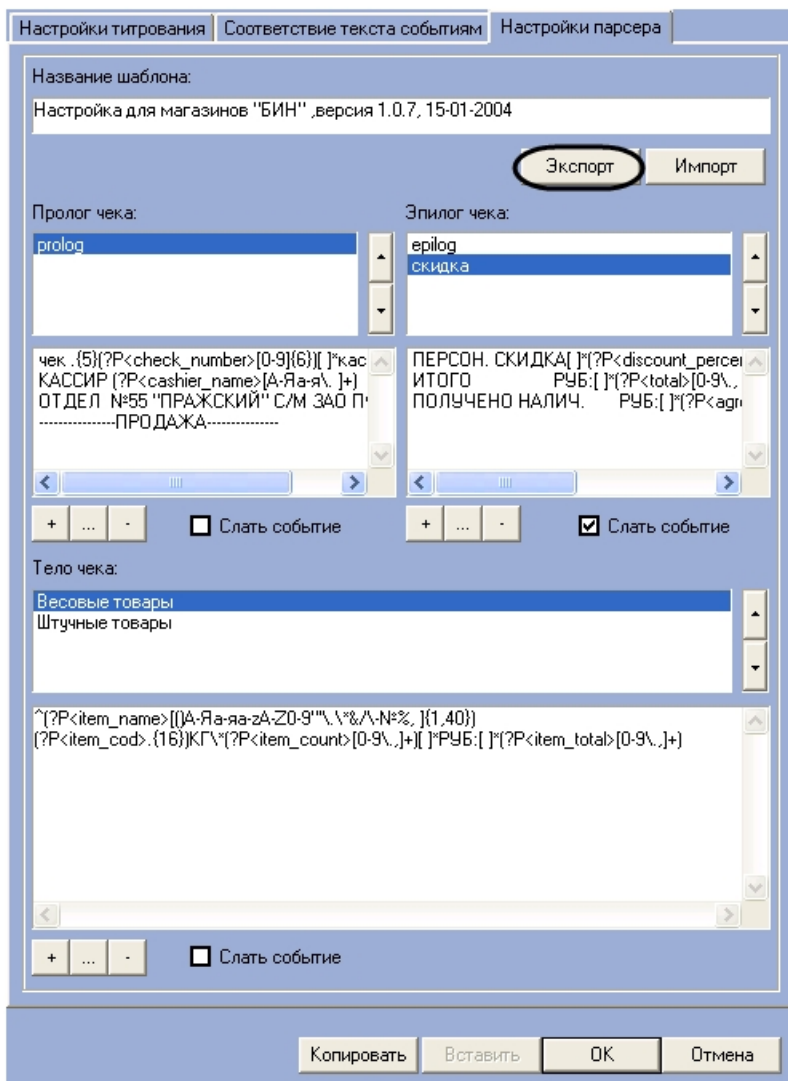 Настройки титрования Соответствие текста событиям Настройки парсера
Название шаблона:
Настройка для магазинов "БИН" ,версия 1.0.7, 15-01-2004
Экспорт Импорт
Пролог чека: Эпилог чека:
prolog
epilog
скидка
чек .{5}(?P<check_number>[0-9]{6})[ ]*кас
КАССИР (?P<cashier_name>[А-Яа-я\. ]+)
ОТДЕЛ №55 "ПРАЖСКИЙ" С/М ЗАО
---------------ПРОДАЖА--------------
ПЕРСОН. СКИДКА[ ]*(?P<discount_percen
ИТОГО РУБ:[ ]*(?P<total>[0-9\.,
ПОЛУЧЕНО НАЛИЧ. РУБ:[ ]*(?P<agr
+ ... - Слать событие + ... - Слать событие
Тело чека:
Весовые товары
Штучные товары
^(?P<item_name>[()А-Яа-яa-zA-Z0-9'"\.\*&/\-№%, ]{1,40})
(?P<item_cod>.{16})КГ\*(?P<item_count>[0-9\.,]+)[ ]*РУБ:[ ]*(?P<item_total>[0-9\.,]+)
+ ... - Слать событие
Копировать Вставить OK Отмена